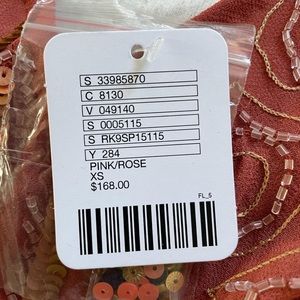 S 33985870
C 8130
V 049140
S 0005115
S RK9SP15115
Y 284
PINK/ROSE
XS
$168.00
FL_5